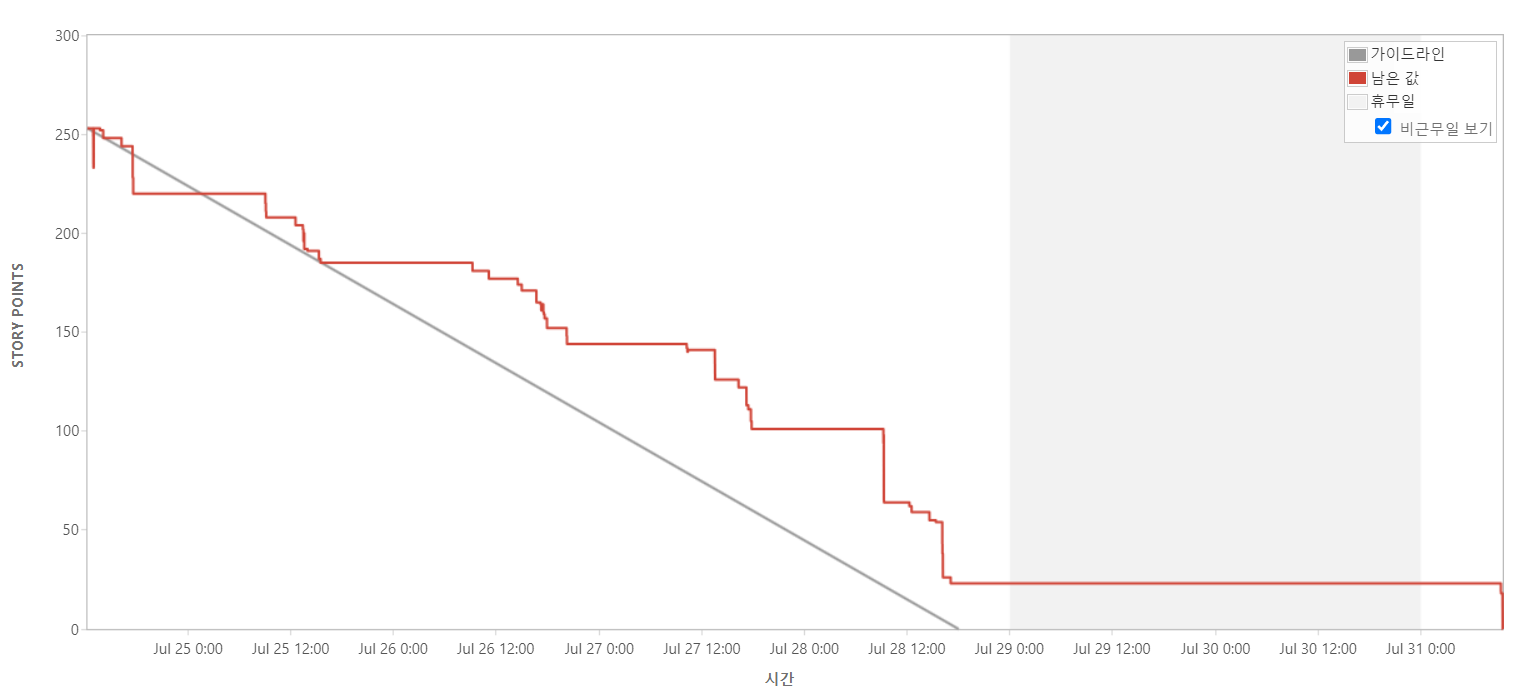 가이드라인
남은 값
휴무일
비근무일 보기
STORY POINTS
300
250
200
150
100
50
0
Jul 25 0:00
Jul 25 12:00
Jul 26 0:00
Jul 26 12:00
Jul 27 0:00
Jul 27 12:00
Jul 28 0:00
Jul 28 12:00
Jul 29 0:00
Jul 29 12:00
Jul 30 0:00
Jul 30 12:00
Jul 31 0:00
시간